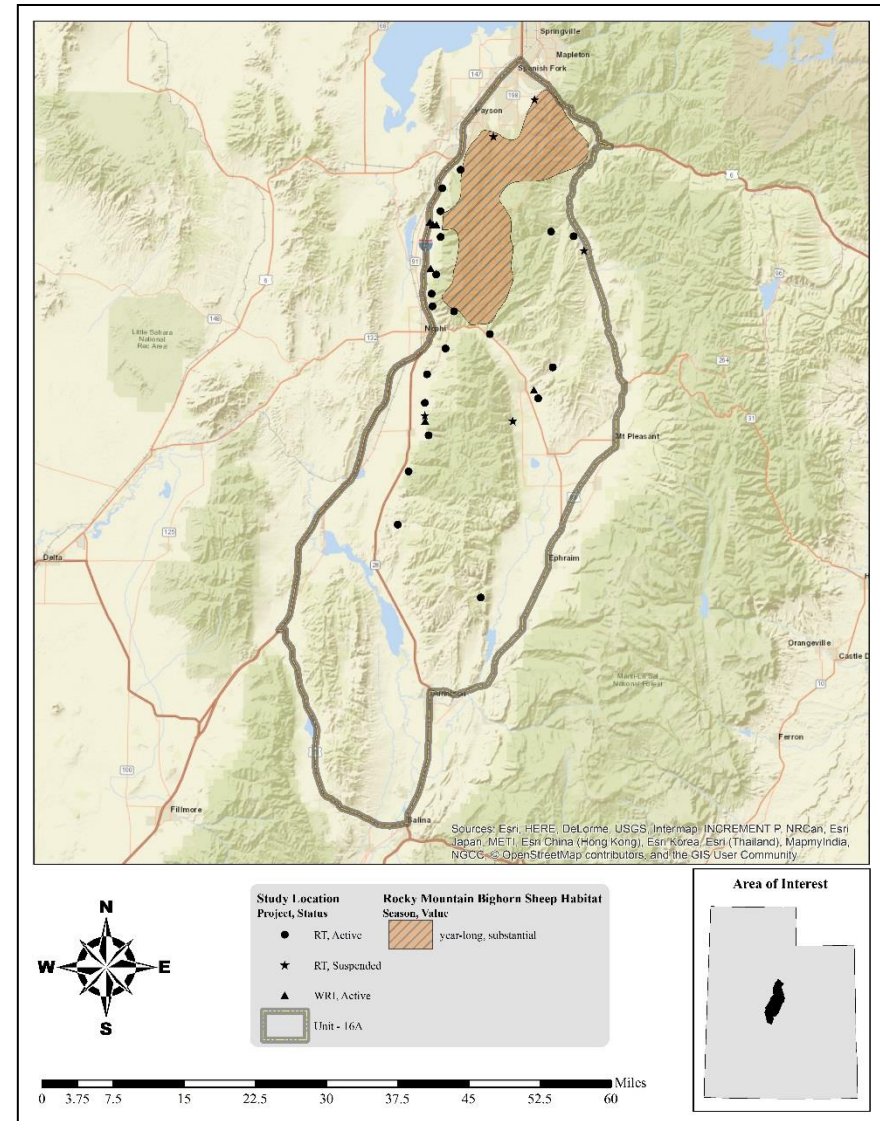 Springville
Mapleton
Spanish Fork
147
198
Payson
6
91
6
96
Little Sahara
National
Rec Area
148
132
Nephi
264
31
Mt Pleasant
125
Delta
28
Ephraim
Orangeville
Castle D
Manti-La Sal
National Forest
10
Ferron
100
Fillmore
Salina
Sources: Esri, HERE, DeLorme, USGS, Intermap, INCREMENT P, NRCan, Esri
Japan, METI, Esri China (Hong Kong), Esri Korea, Esri (Thailand), MapmyIndia,
NGCC, © OpenStreetMap contributors, and the GIS User Community
N
W E
S
Study Location
Project, Status
RT, Active
RT, Suspended
WRI, Active
Unit - 16A
Rocky Mountain Bighorn Sheep Habitat
Season, Value
year-long, substantial
Area of Interest
Miles
0 3.75 7.5 15 22.5 30 37.5 45 52.5 60